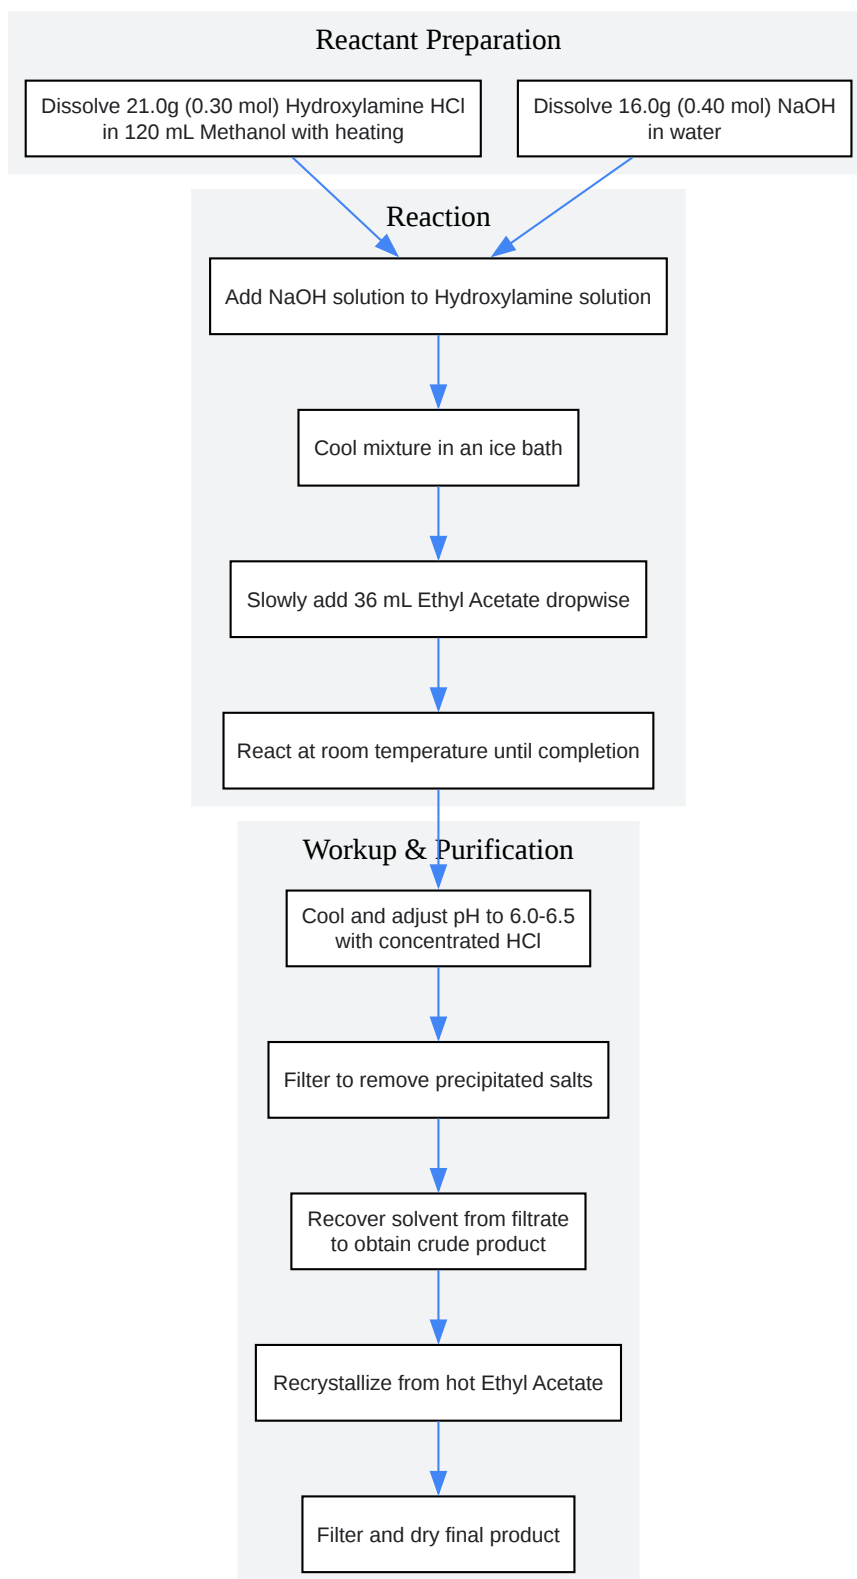 Reactant Preparation
Dissolve 21.0g (0.30 mol) Hydroxylamine HCl
in 120 mL Methanol with heating
Dissolve 16.0g (0.40 mol) NaOH
in water
Reaction
Add NaOH solution to Hydroxylamine solution
Cool mixture in an ice bath
Slowly add 36 mL Ethyl Acetate dropwise
React at room temperature until completion
Workup & Purification
Cool and adjust pH to 6.0-6.5
with concentrated HCl
Filter to remove precipitated salts
Recover solvent from filtrate
to obtain crude product
Recrystallize from hot Ethyl Acetate
Filter and dry final product